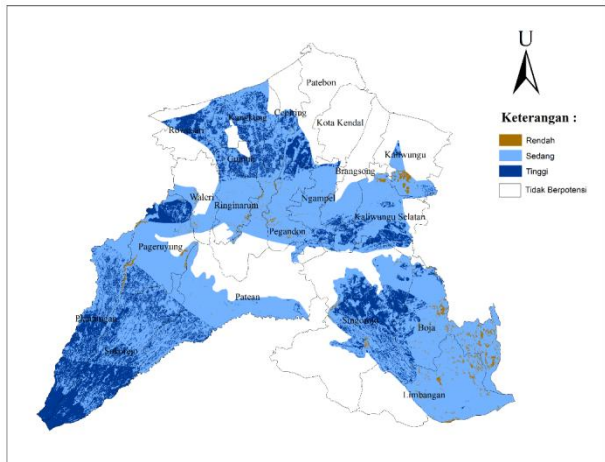 U
Patebon
Kangkung
Cepiring
Keterangan :
Rowosari
Kota Kendal
Rendah
Sedang
Gemuh
Kaliwungu
Tinggi
Brangsong
Tidak Berpotensi
Weleri
Ringinarum
Ngampel
Kaliwungu Selatan
Pegandon
Pageruyung
Patean
Plantungan
Singorojo
Boja
Sukorejo
Limbangan